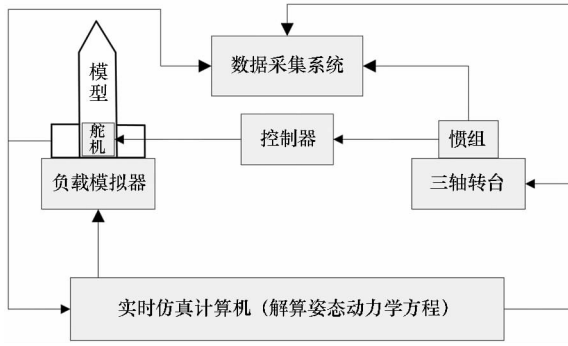 模型
数据采集系统
舵机
控制器
惯组
负载模拟器
三轴转台
实时仿真计算机（解算姿态动力学方程）